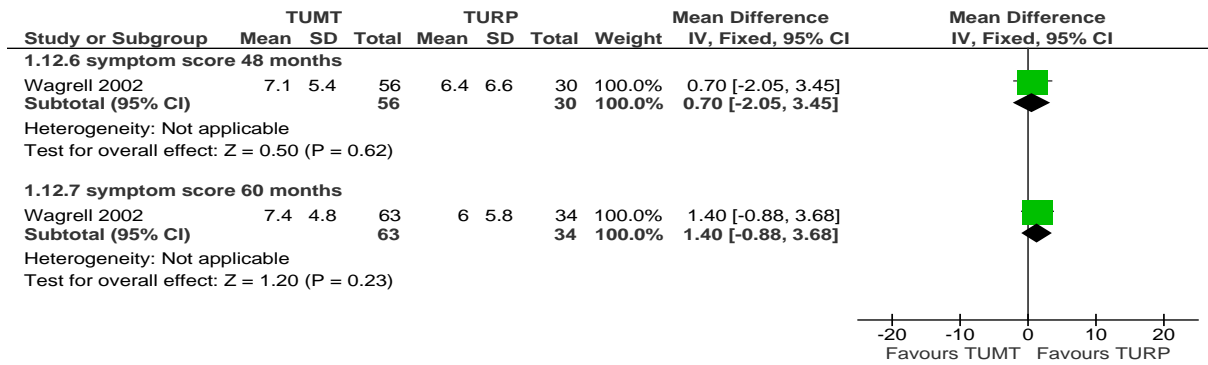 TUMT TURP Mean Difference Mean Difference
Study or Subgroup Mean SD Total Mean SD Total Weight IV, Fixed, 95% CI IV, Fixed, 95% CI
1.12.6 symptom score 48 months
Wagrell 2002 7.1 5.4 56 6.4 6.6 30 100.0% 0.70 [-2.05, 3.45]
Subtotal (95% CI) 56 30 100.0% 0.70 [-2.05, 3.45]
Heterogeneity: Not applicable
Test for overall effect: Z = 0.50 (P = 0.62)
1.12.7 symptom score 60 months
Wagrell 2002 7.4 4.8 63 6 5.8 34 100.0% 1.40 [-0.88, 3.68]
Subtotal (95% CI) 63 34 100.0% 1.40 [-0.88, 3.68]
Heterogeneity: Not applicable
Test for overall effect: Z = 1.20 (P = 0.23)
-20 -10 0 10 20
Favours TUMT Favours TURP